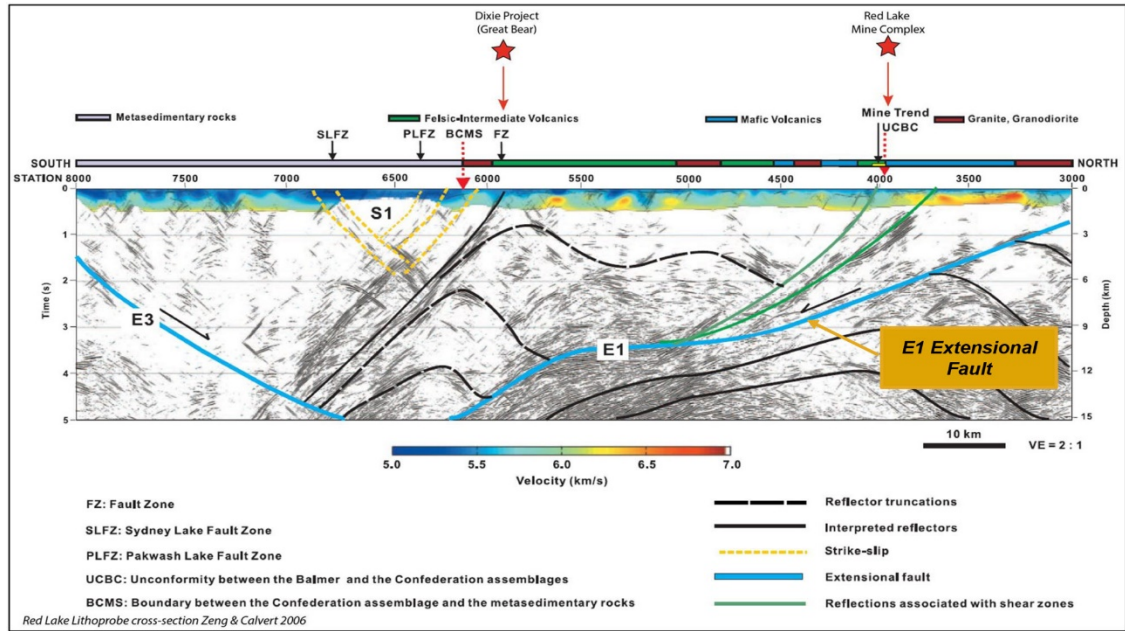 Dixie Project
(Great Bear)
Red Lake
Mine Complex
Metasedimentary rocks
Felsic-Intermediate Volcanics
Mafic Volcanics
Mine Trend
Granite, Granodiorite
SLFZ
PLFZ
BCMS
FZ
UCBC
SOUTH
NORTH
STATION 8000 7500 6500 6000 5500 5000 4500 4000 3500 3000
0
S1
0
1
3
2
6
Time (s)
Depth (km)
E3
3
9
E1
E1 Extensional
Fault
4
12
5
15
10 km
VE = 2 : 1
5.0 5.5 6.0 6.5 7.0
Velocity (km/s)
FZ: Fault Zone
SLFZ: Sydney Lake Fault Zone
PLFZ: Pakwash Lake Fault Zone
UCBC: Unconformity between the Balmer and the Confederation assemblages
BCMS: Boundary between the Confederation assemblage and the metasedimentary rocks
Reflector truncations
Interpreted reflectors
Strike-slip
Extensional fault
Reflections associated with shear zones
Red Lake Lithoprobe cross-section Zeng & Calvert 2006